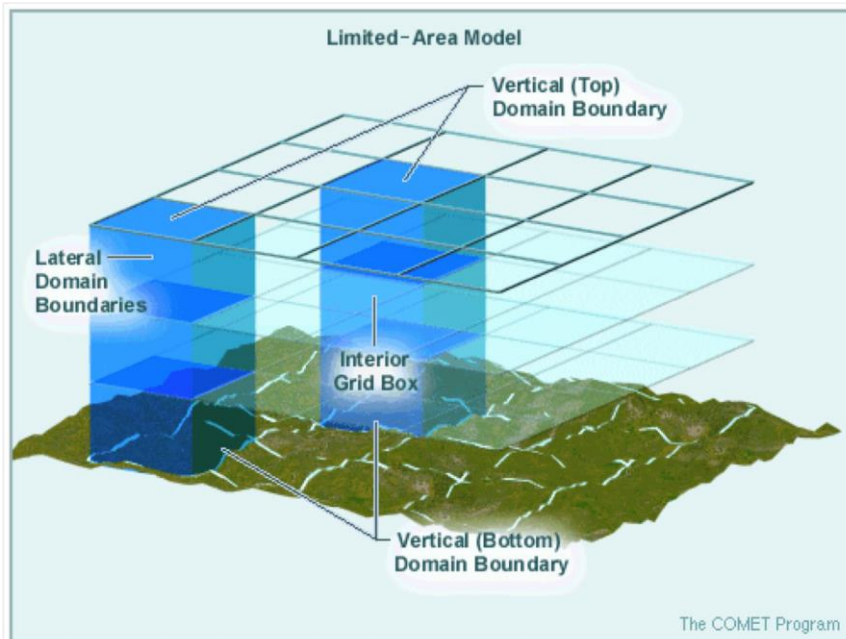 Limited-Area Model
Vertical (Top)
Domain Boundary
Lateral
Domain
Boundaries
Interior
Grid Box
Vertical (Bottom)
Domain Boundary
The COMET Program